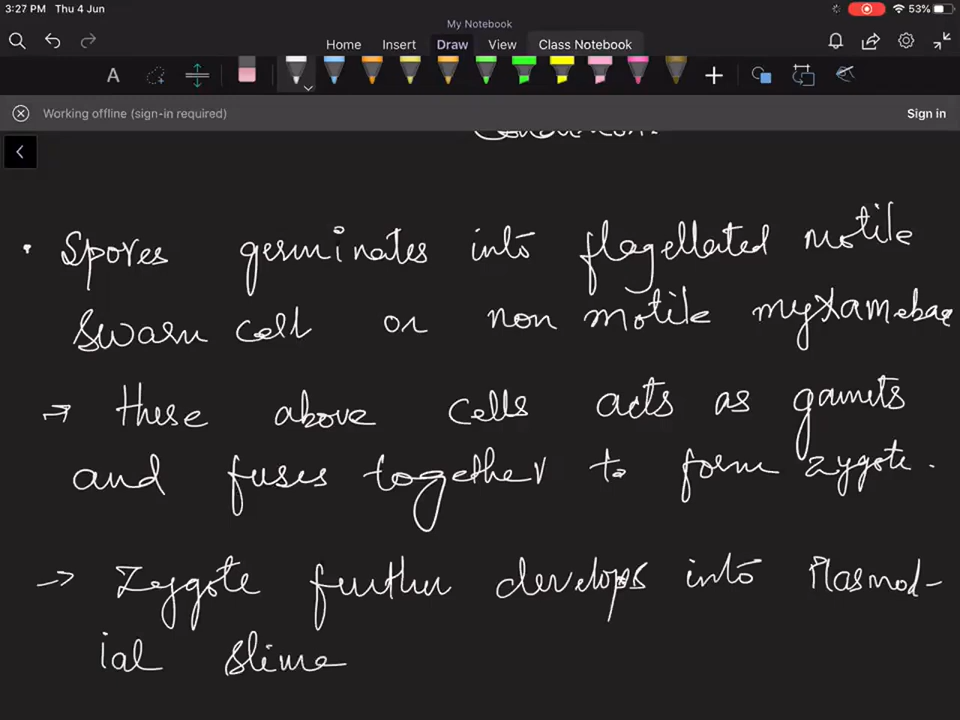 3:27 PM Thu 4 Jun 53%
My Notebook
Home Insert Draw View Class Notebook
A
Working offline (sign-in required) Sign in
• Spores germinates into flagellated motile
swarm cell or non motile myxamebae
→ these above cells acts as gamets
and fuses together to form zygote.
→ Zygote further develops into Plasmod-
ial slime